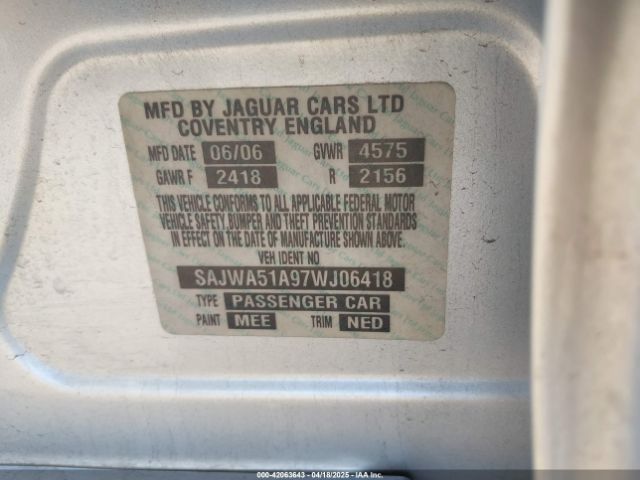 MFD BY JAGUAR CARS LTD
COVENTRY ENGLAND
MFD DATE 06/06 GVWR 4575
GAWR F 2418 R 2156
THIS VEHICLE CONFORMS TO ALL APPLICABLE FEDERAL MOTOR
VEHICLE SAFETY, BUMPER AND THEFT PREVENTION STANDARDS
IN EFFECT ON THE DATE OF MANUFACTURE SHOWN ABOVE.
VEH IDENT NO
SAJWA51A97WJ06418
TYPE PASSENGER CAR
PAINT MEE TRIM NED
000-42063643 - 04/18/2025 - IAA Inc.